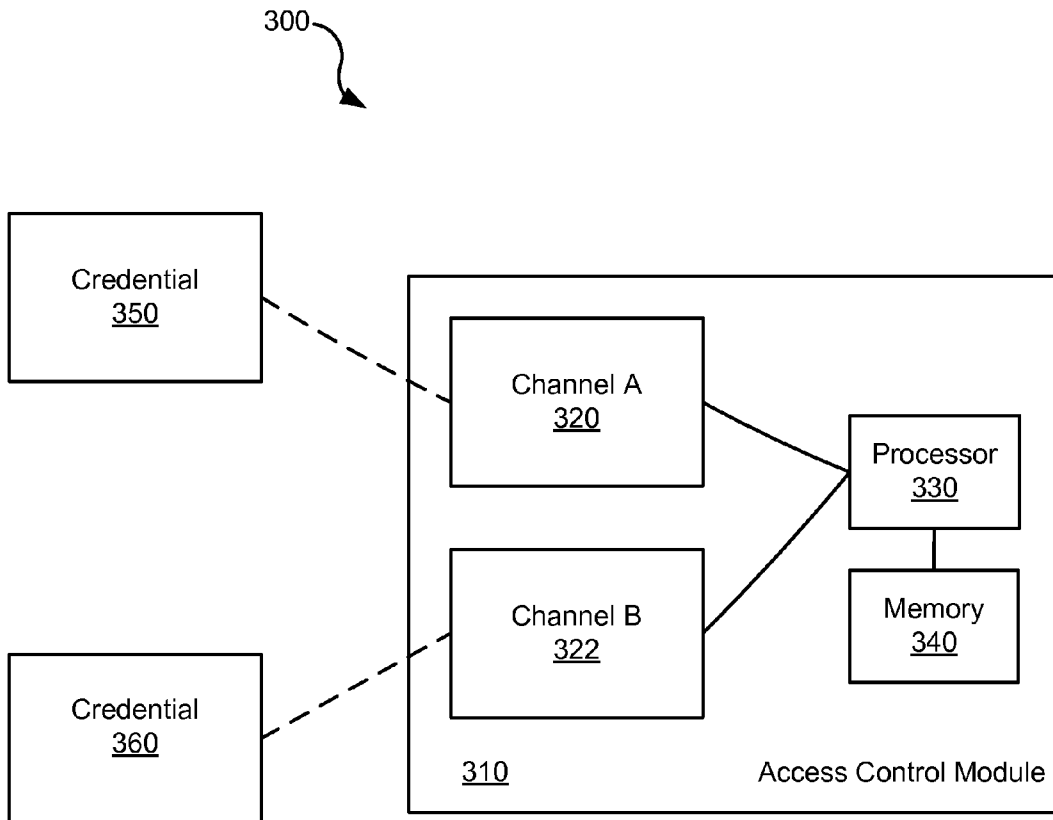 300
Credential
350
Channel A
320
Processor
330
Channel B
322
Memory
340
Credential
360
310
Access Control Module